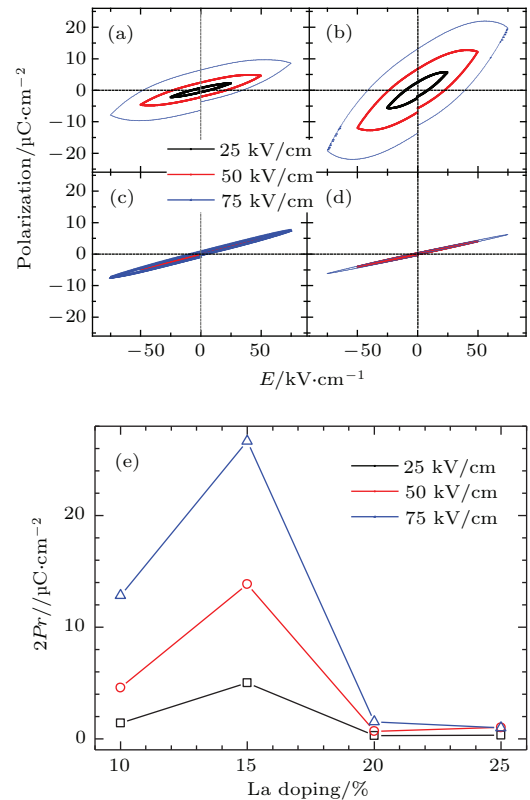 (a)
(b)
20
10
0
−10
−20
25 kV/cm
50 kV/cm
75 kV/cm
(c)
(d)
20
10
0
−10
−20
−50
0
50
−50
0
50
Polarization/μC·cm⁻²
E/kV·cm⁻¹
(e)
25 kV/cm
50 kV/cm
75 kV/cm
20
10
0
2Pr//μC·cm⁻²
10
15
20
25
La doping/%